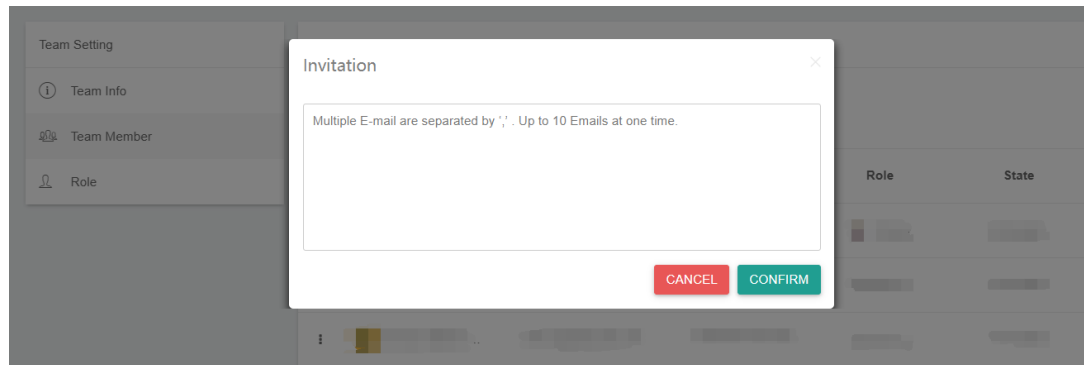 Team Setting
Team Info
Team Member
Role
Invitation
×
Multiple E-mail are separated by ‘,’ . Up to 10 Emails at one time.
CANCEL CONFIRM
Role State
..